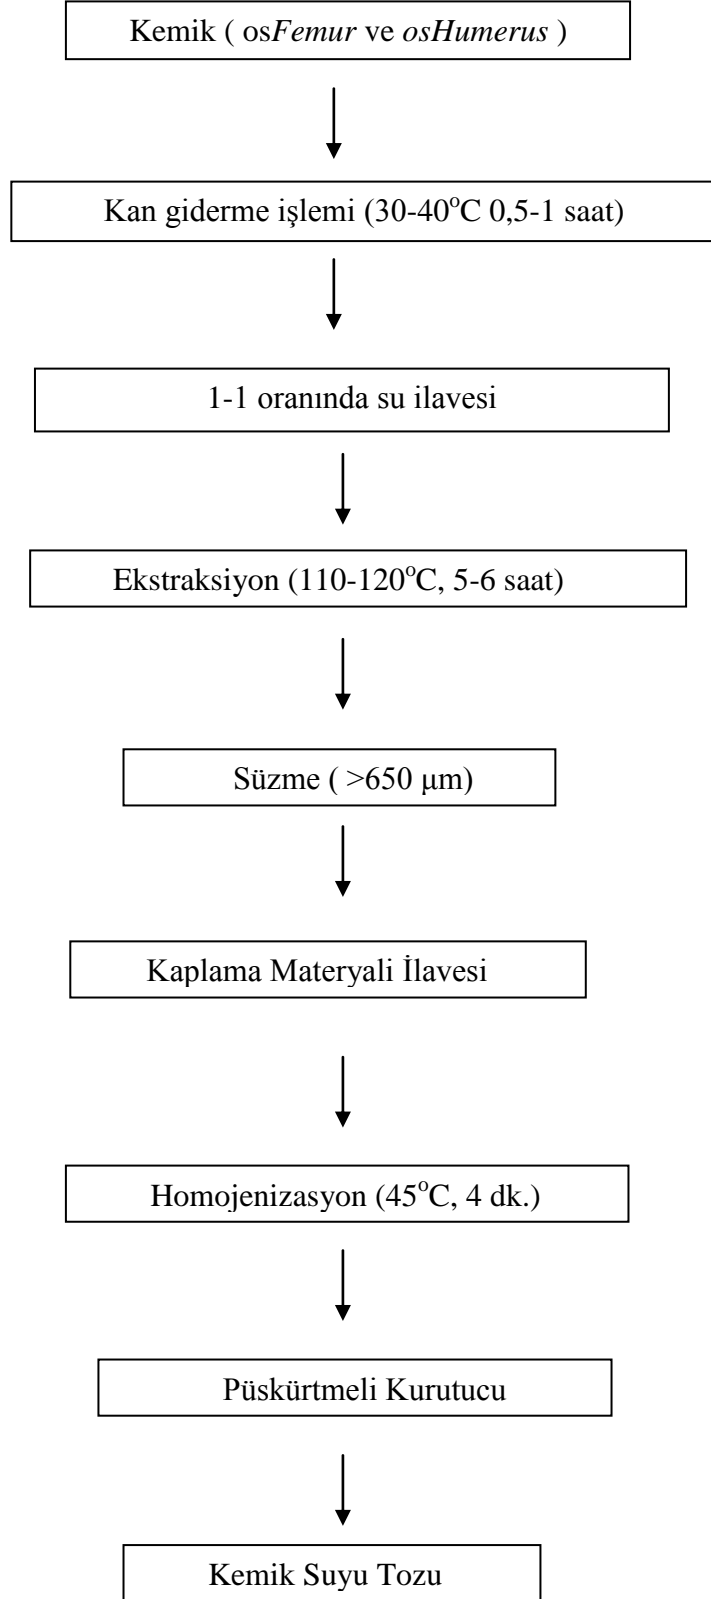 Kemik ( osFemur ve osHumerus )
Kan giderme işlemi (30-40°C 0,5-1 saat)
1-1 oranında su ilavesi
Ekstraksiyon (110-120°C, 5-6 saat)
Süzme ( >650 µm)
Kaplama Materyali İlavesi
Homojenizasyon (45°C, 4 dk.)
Püskürtmeli Kurutucu
Kemik Suyu Tozu